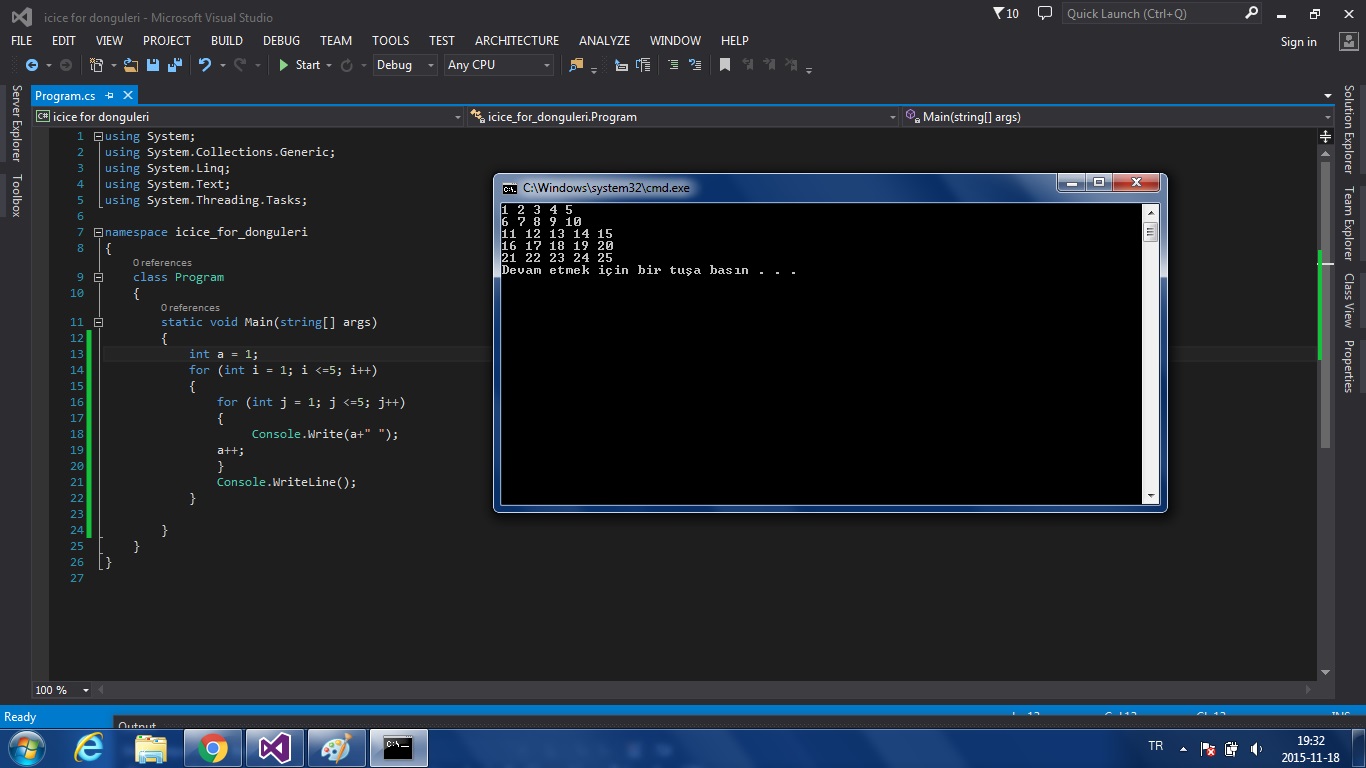 icice for donguleri - Microsoft Visual Studio
10
Quick Launch (Ctrl+Q)
FILE EDIT VIEW PROJECT BUILD DEBUG TEAM TOOLS TEST ARCHITECTURE ANALYZE WINDOW HELP
Sign in
Start Debug Any CPU
Server Explorer
Toolbox
Program.cs
C# icice for donguleri
icice_for_donguleri.Program
Main(string[] args)
1 using System;
2 using System.Collections.Generic;
3 using System.Linq;
4 using System.Text;
5 using System.Threading.Tasks;
6
7 namespace icice_for_donguleri
8 {
0 references
9 class Program
10 {
0 references
11 static void Main(string[] args)
12 {
13 int a = 1;
14 for (int i = 1; i <=5; i++)
15 {
16 for (int j = 1; j <=5; j++)
17 {
18 Console.Write(a+" ");
19 a++;
20 }
21 Console.WriteLine();
22 }
23
24 }
25 }
26 }
27
C:\Windows\system32\cmd.exe
1 2 3 4 5
6 7 8 9 10
11 12 13 14 15
16 17 18 19 20
21 22 23 24 25
Devam etmek için bir tuşa basın . . .
Solution Explorer
Team Explorer
Class View
Properties
100 %
Ready
Output
TR
19:32
2015-11-18